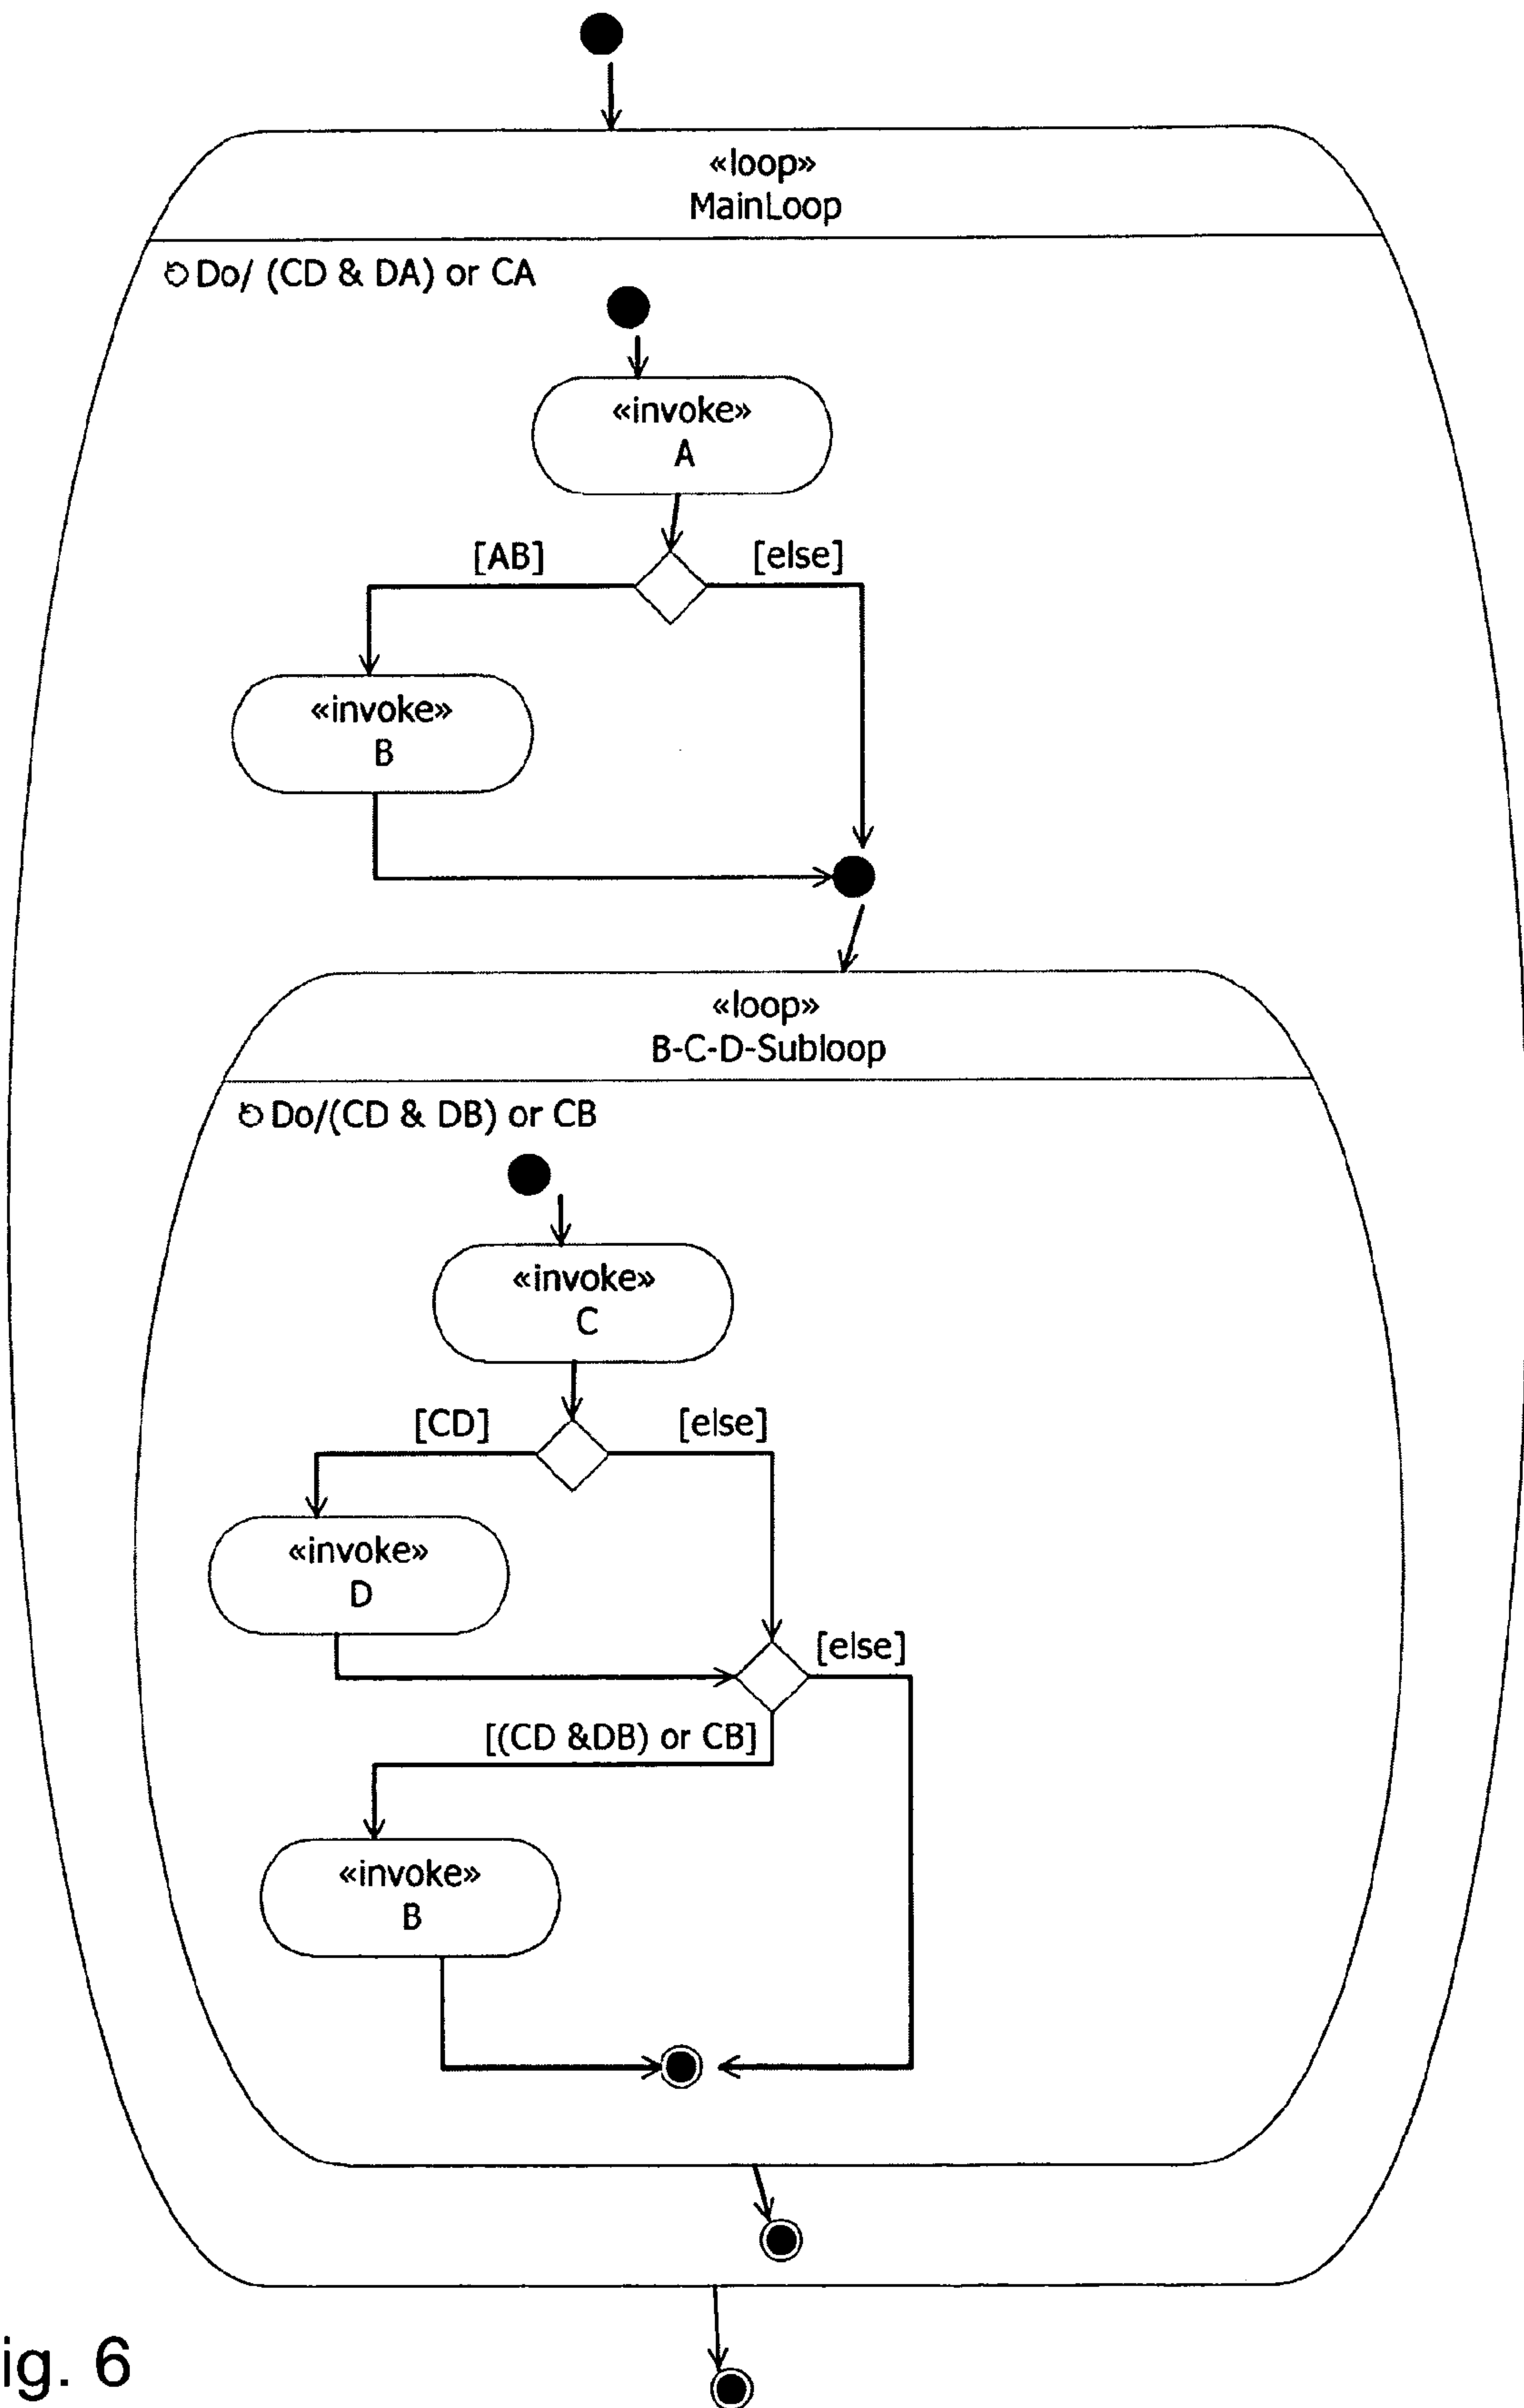 «loop»
MainLoop
Do/ (CD & DA) or CA
«invoke»
A
[AB]
[else]
«invoke»
B
«loop»
B-C-D-Subloop
Do/(CD & DB) or CB
«invoke»
C
[CD]
[else]
«invoke»
D
[else]
[(CD &DB) or CB]
«invoke»
B
ig. 6